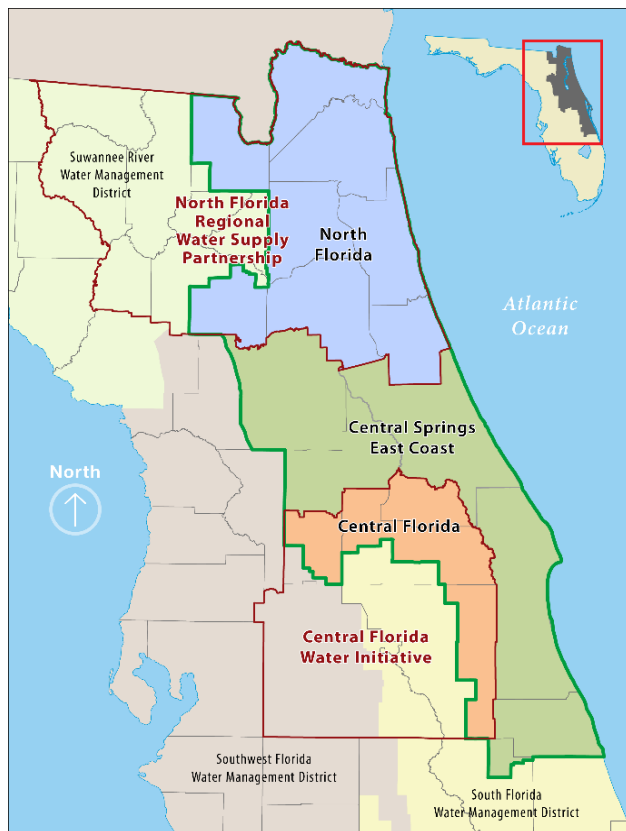 Suwannee River
Water Management
District
North Florida
Regional
Water Supply
Partnership
North
Florida
Atlantic
Ocean
Central Springs
East Coast
North
Central Florida
Central Florida
Water Initiative
Southwest Florida
Water Management District
South Florida
Water Management District